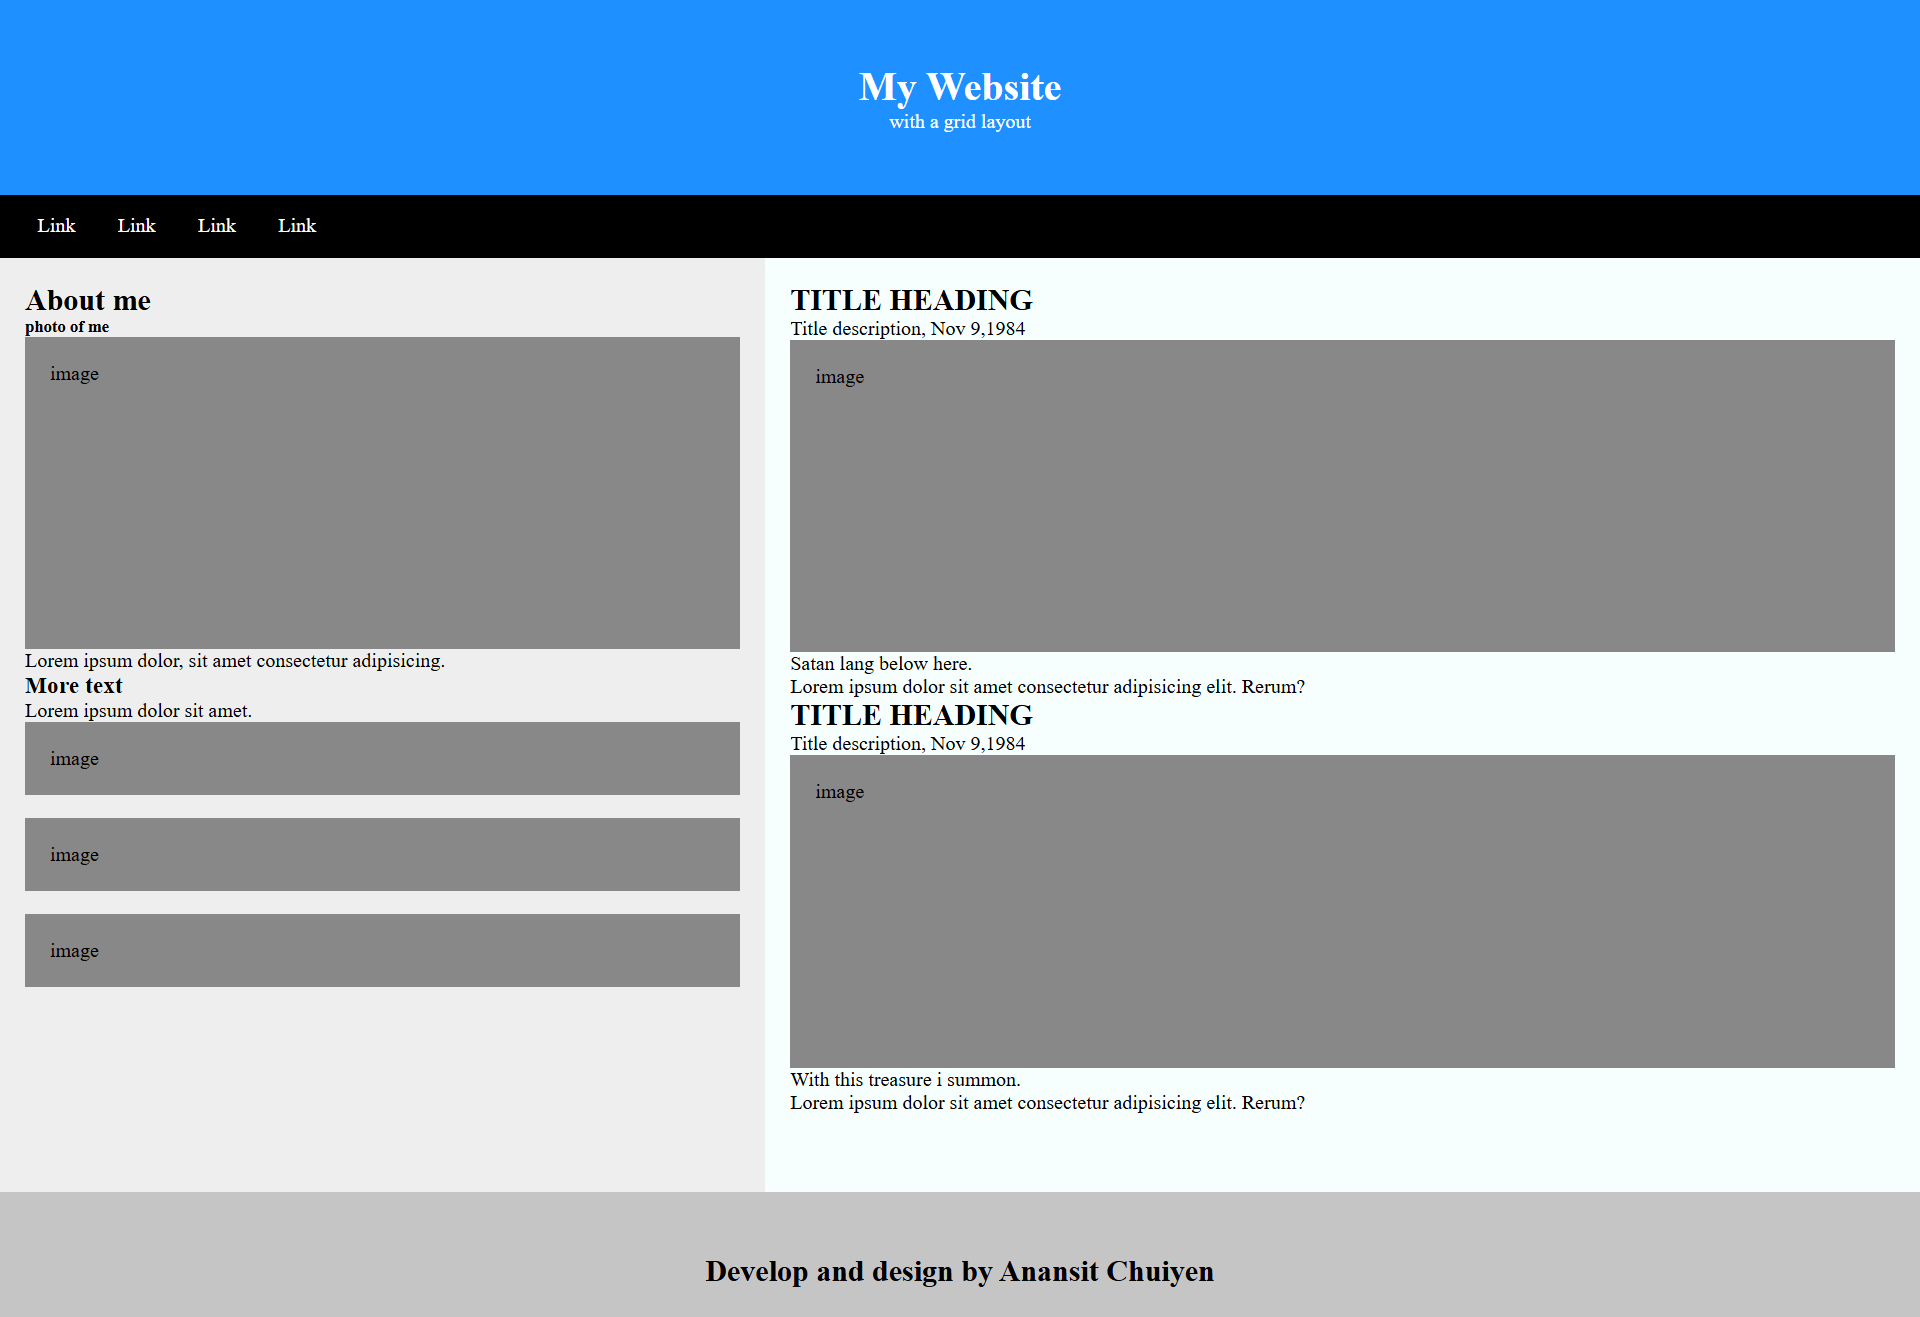 My Website
with a grid layout
Link Link Link Link
About me
photo of me
image
Lorem ipsum dolor, sit amet consectetur adipisicing.
More text
Lorem ipsum dolor sit amet.
image
image
image
TITLE HEADING
Title description, Nov 9,1984
image
Satan lang below here.
Lorem ipsum dolor sit amet consectetur adipisicing elit. Rerum?
TITLE HEADING
Title description, Nov 9,1984
image
With this treasure i summon.
Lorem ipsum dolor sit amet consectetur adipisicing elit. Rerum?
Develop and design by Anansit Chuiyen